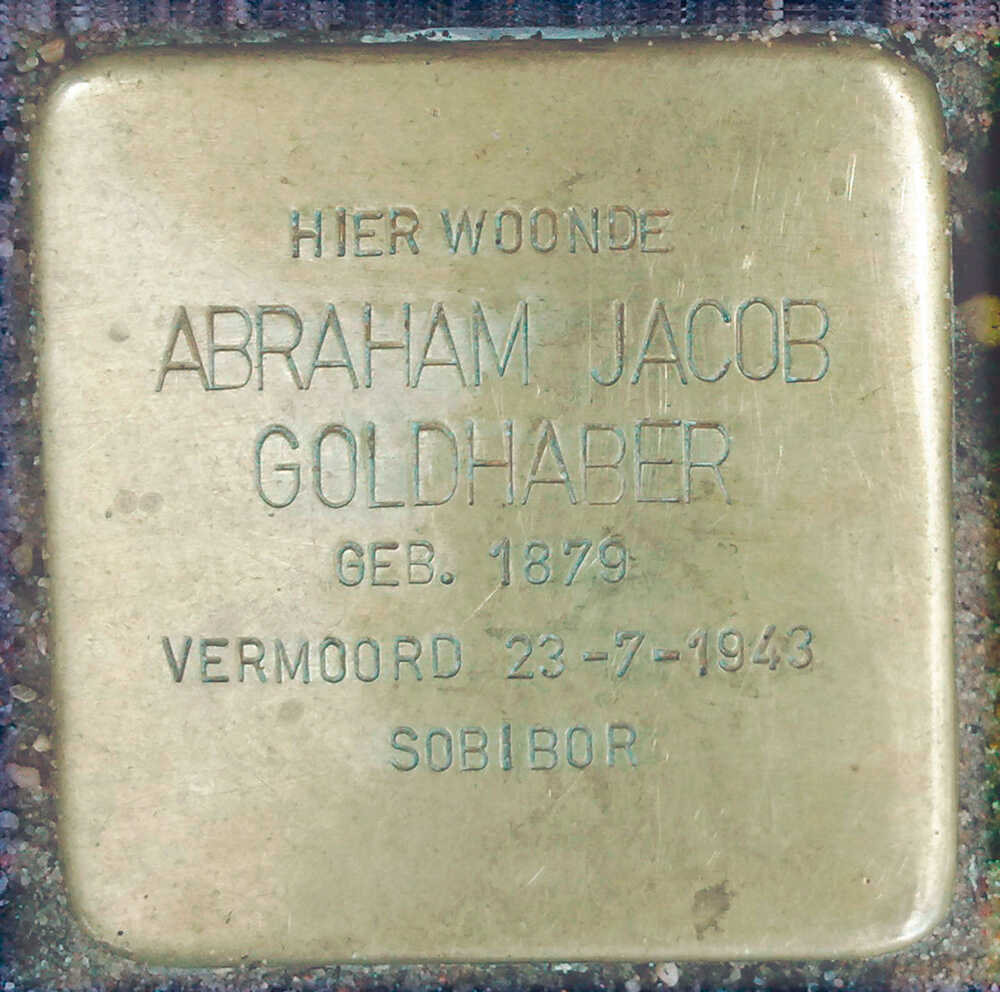 HIER WOONDE
ABRAHAM JACOB
GOLDHABER
GEB. 1879
VERMOORD 23-7-1943
SOBIBOR